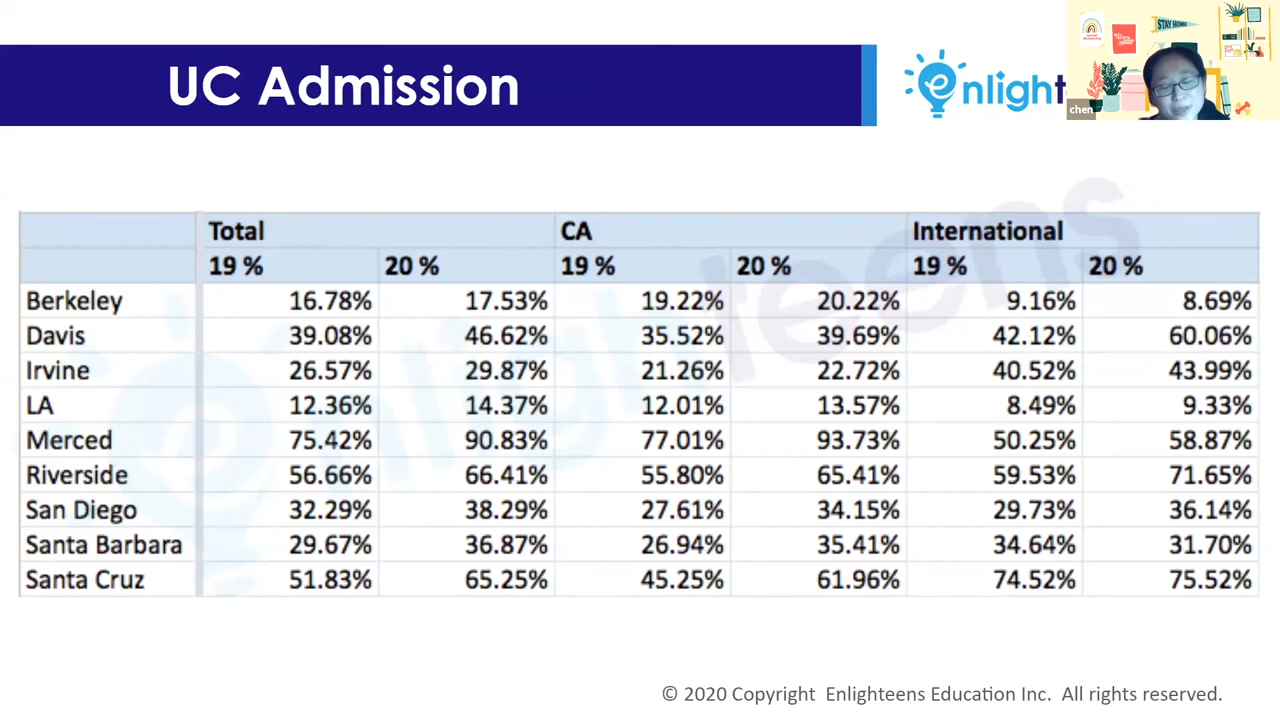 UC Admission
enlighte
STAY HOME
chen
Total CA International
19 % 20 % 19 % 20 % 19 % 20 %
Berkeley 16.78% 17.53% 19.22% 20.22% 9.16% 8.69%
Davis 39.08% 46.62% 35.52% 39.69% 42.12% 60.06%
Irvine 26.57% 29.87% 21.26% 22.72% 40.52% 43.99%
LA 12.36% 14.37% 12.01% 13.57% 8.49% 9.33%
Merced 75.42% 90.83% 77.01% 93.73% 50.25% 58.87%
Riverside 56.66% 66.41% 55.80% 65.41% 59.53% 71.65%
San Diego 32.29% 38.29% 27.61% 34.15% 29.73% 36.14%
Santa Barbara 29.67% 36.87% 26.94% 35.41% 34.64% 31.70%
Santa Cruz 51.83% 65.25% 45.25% 61.96% 74.52% 75.52%
enlighteens
© 2020 Copyright Enlighteens Education Inc. All rights reserved.